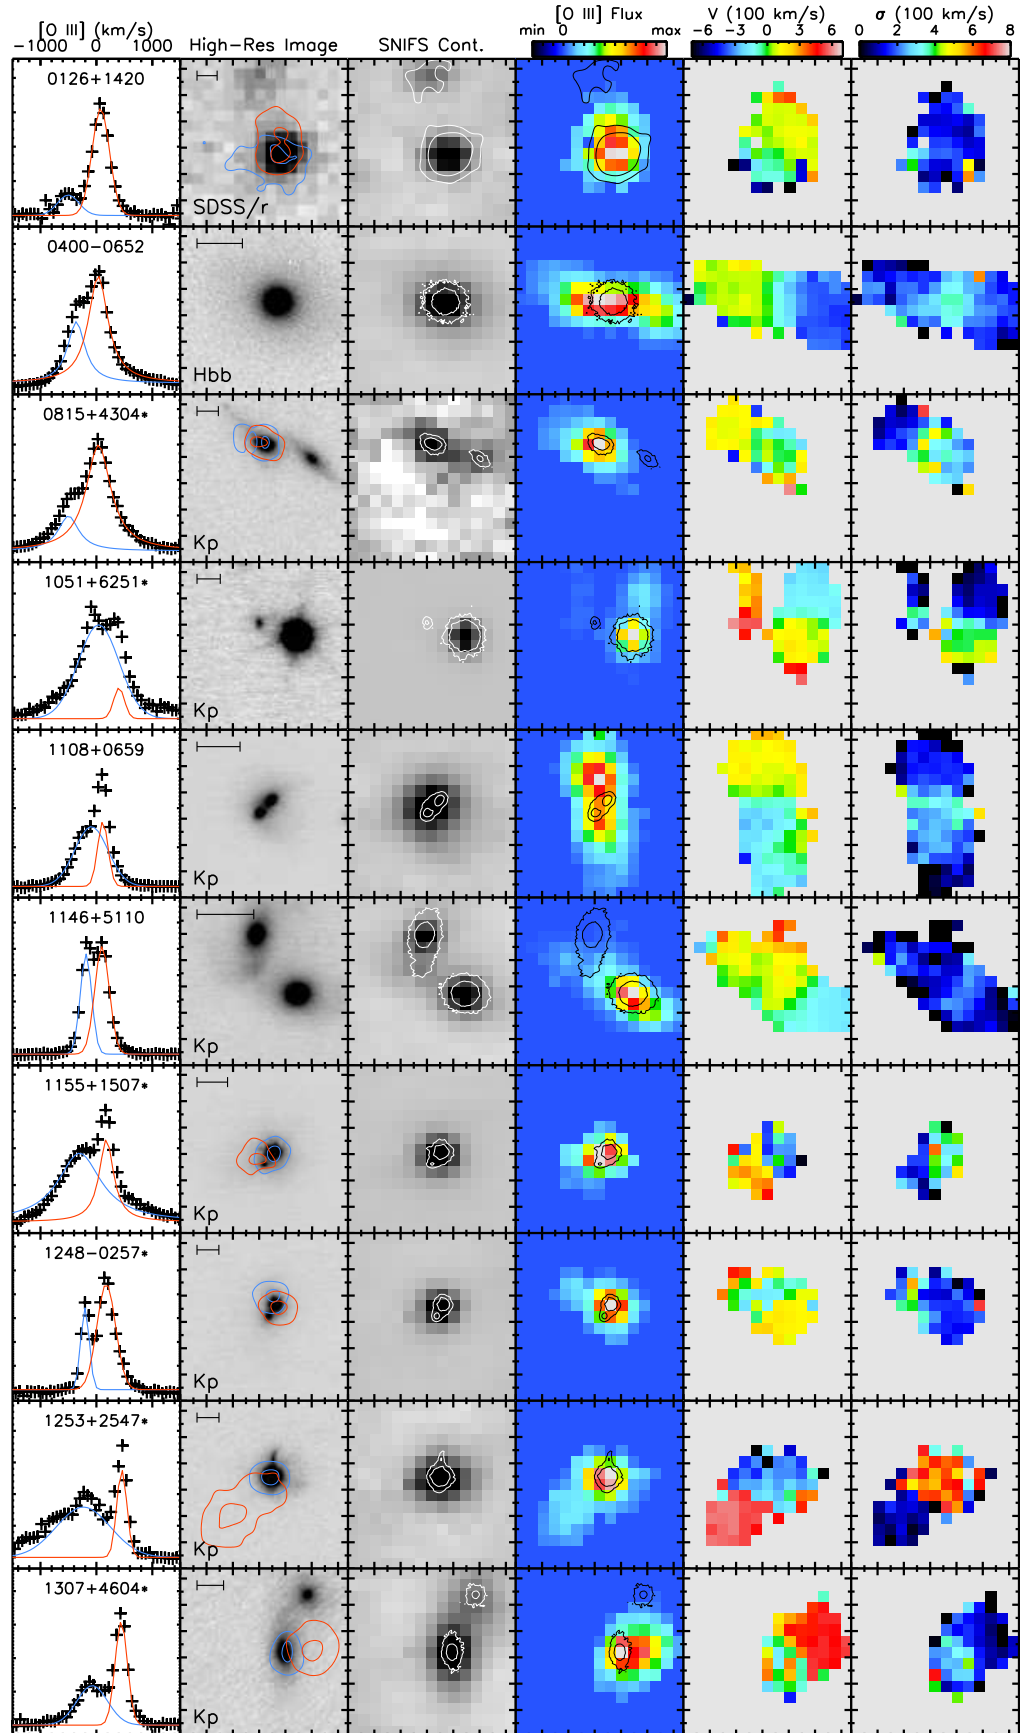 [O III] (km/s)
−1000 0 1000
High-Res Image
SNIFS Cont.
[O III] Flux
min 0 max
V (100 km/s)
−6 −3 0 3 6
σ (100 km/s)
0 2 4 6 8
0126+1420
SDSS/r
0400−0652
Hbb
0815+4304*
Kp
1051+6251*
Kp
1108+0659
Kp
1146+5110
Kp
1155+1507*
Kp
1248−0257*
Kp
1253+2547*
Kp
1307+4604*
Kp